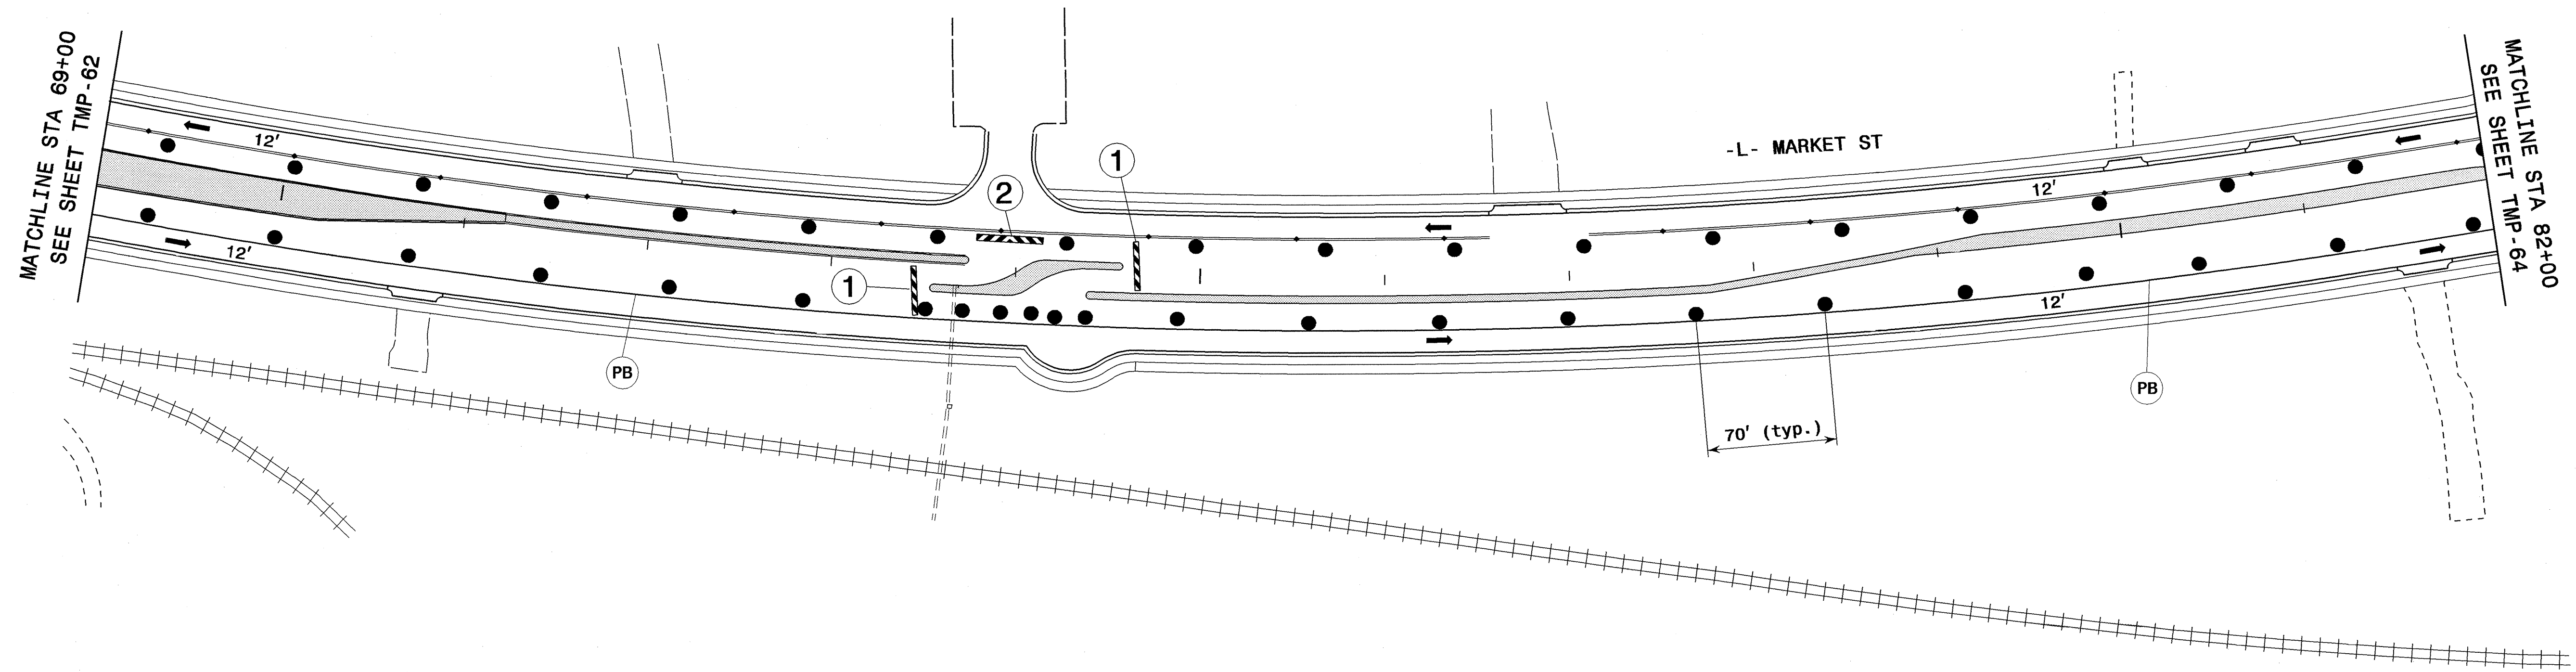 MATCHLINE STA 69+00
SEE SHEET TMP-62
12'
12'
1
2
1
PB
-L- MARKET ST
12'
12'
70' (typ.)
PB
MATCHLINE STA 82+00
SEE SHEET TMP-64